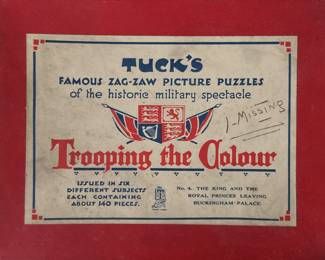 TUCK'S
FAMOUS ZAG-ZAW PICTURE PUZZLES
of the historic military spectacle
1-MISSING
Trooping the Colour
ISSUED IN SIX
DIFFERENT SUBJECTS
EACH CONTAINING
ABOUT 140 PIECES.
No. 4. THE KING AND THE
ROYAL PRINCES LEAVING
BUCKINGHAM-PALACE